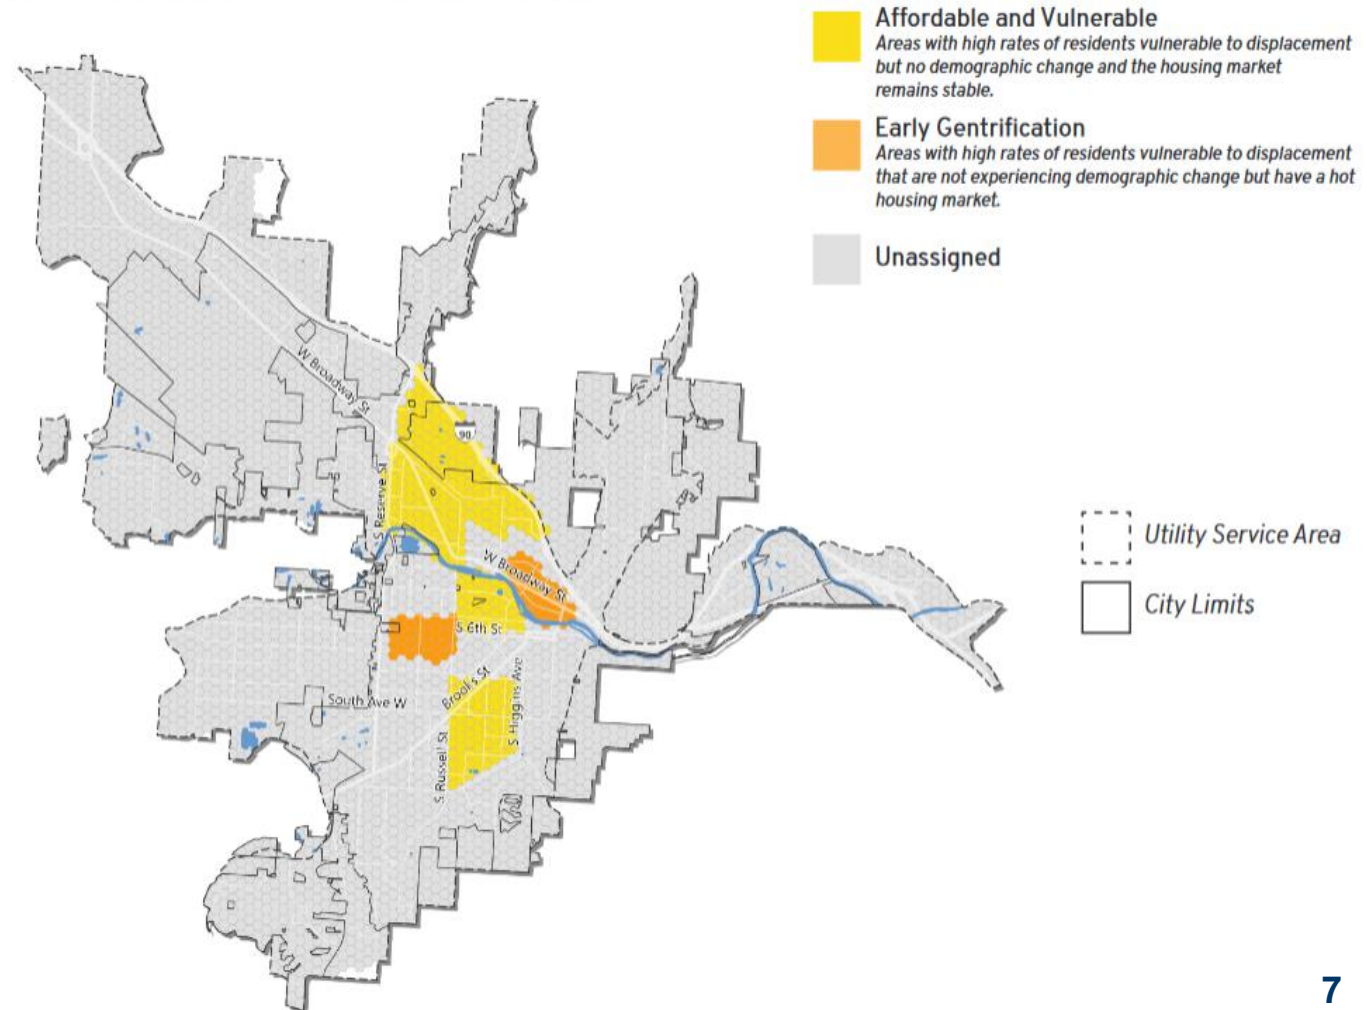 Affordable and Vulnerable
Areas with high rates of residents vulnerable to displacement
but no demographic change and the housing market
remains stable.
Early Gentrification
Areas with high rates of residents vulnerable to displacement
that are not experiencing demographic change but have a hot
housing market.
Unassigned
W Broadway St
90
S Reserve St
W Broadway St
S 6th St
Brooks St
South Ave W
S Higgins Ave
S Russell St
Utility Service Area
City Limits
7